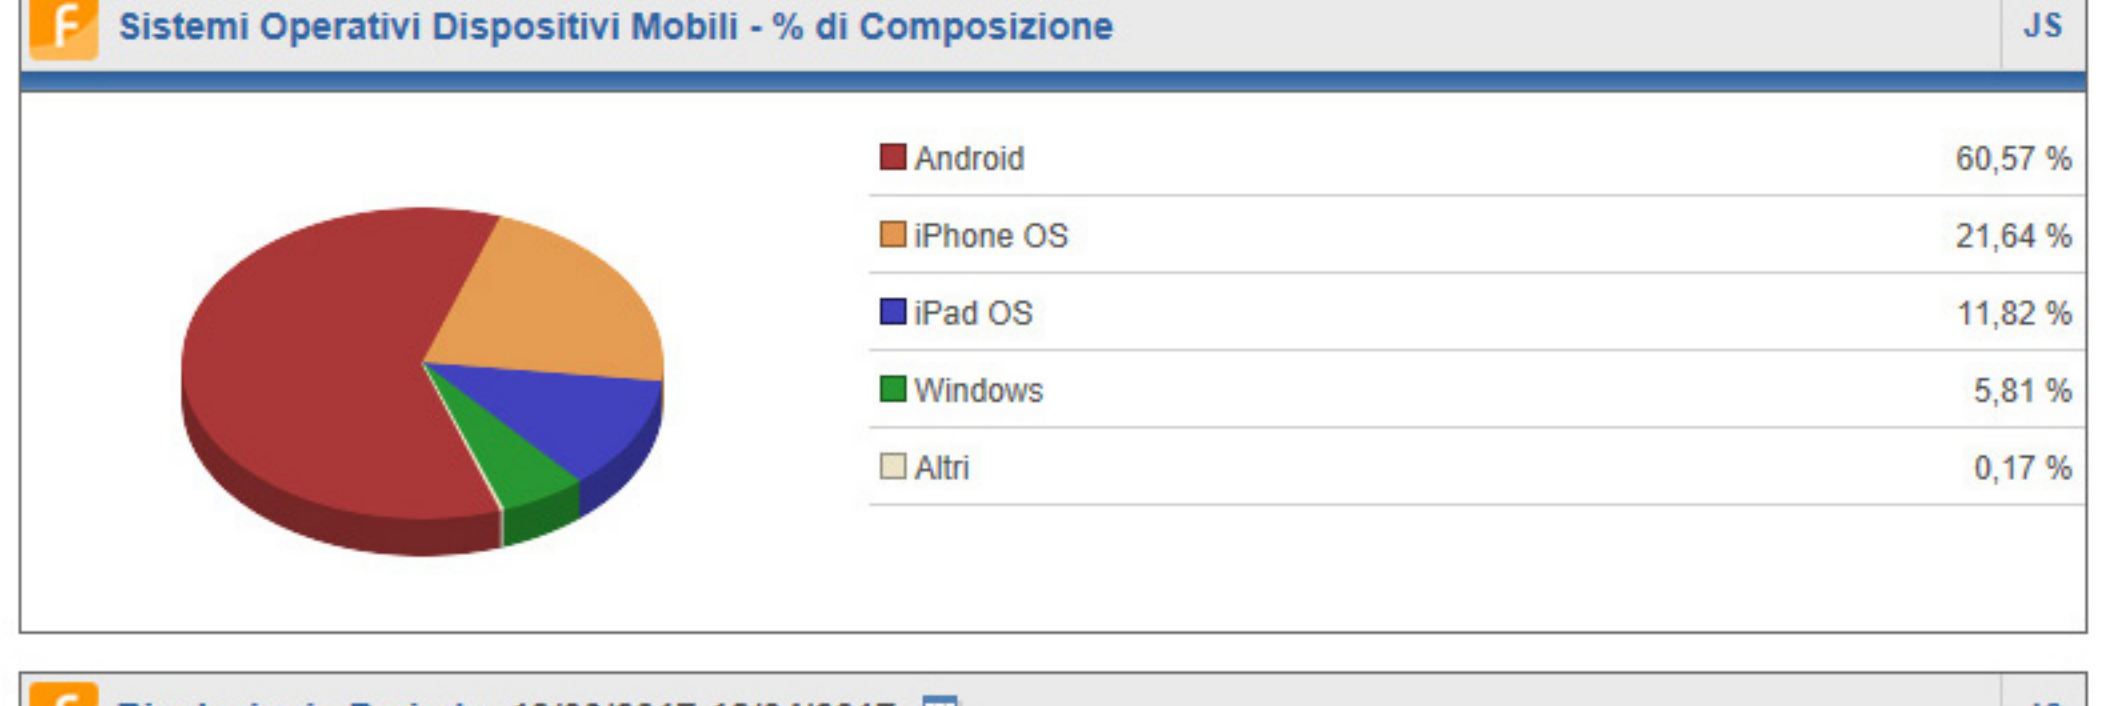 Sistemi Operativi Dispositivi Mobili - % di Composizione JS
Android 60,57 %
iPhone OS 21,64 %
iPad OS 11,82 %
Windows 5,81 %
Altri 0,17 %